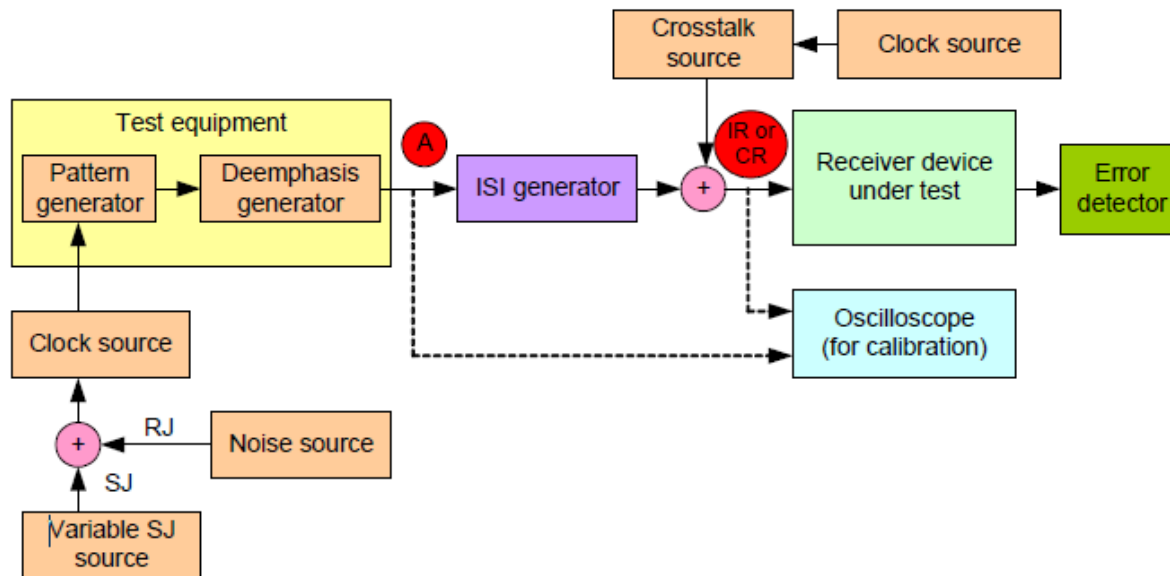 Crosstalk
source
Clock source
Test equipment
Pattern
generator
Deemphasis
generator
A
ISI generator
+
IR or
CR
Receiver device
under test
Error
detector
Clock source
Oscilloscope
(for calibration)
+
RJ
Noise source
SJ
Variable SJ
source